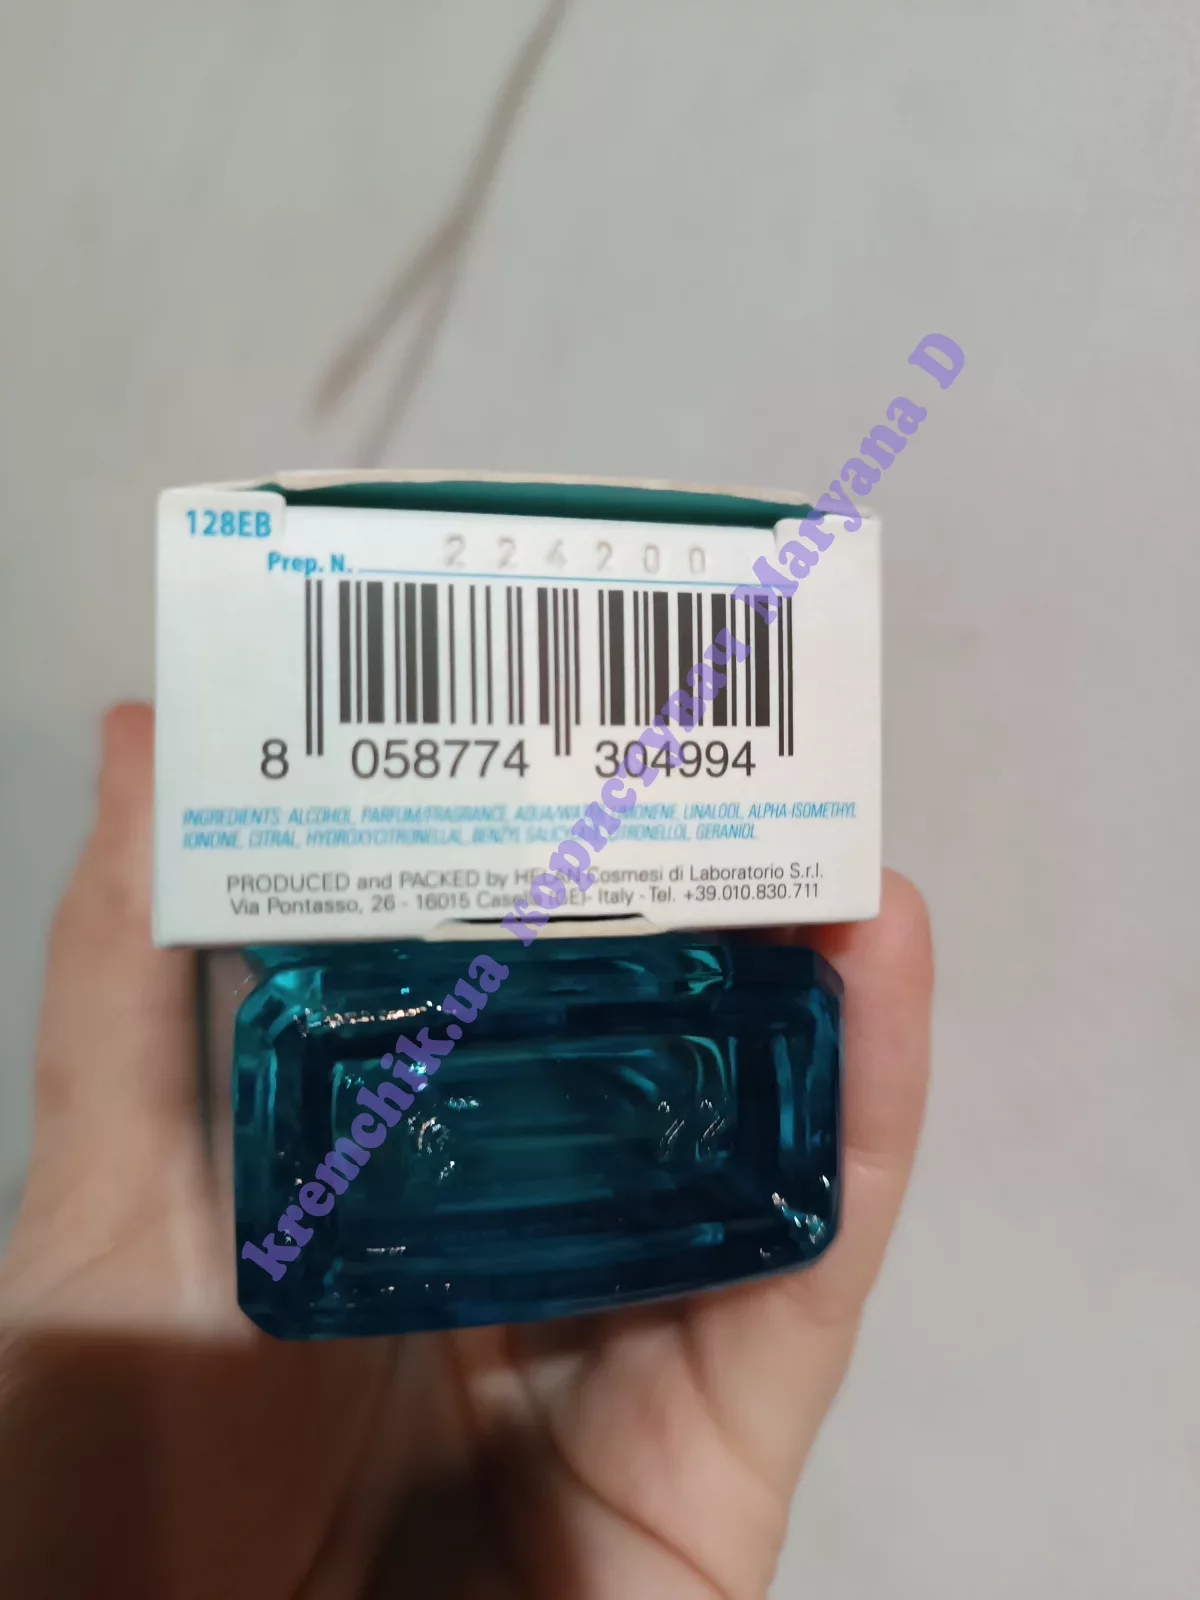 128EB
Prep. N. 224200
8 058774 304994
INGREDIENTS: ALCOHOL, PARFUM/FRAGRANCE, AQUA/WATER, LIMONENE, LINALOOL, ALPHA-ISOMETHYL
IONONE, CITRAL, HYDROXYCITRONELLAL, BENZYL SALICYLATE, CITRONELLOL, GERANIOL
PRODUCED and PACKED by HELAN Cosmesi di Laboratorio S.r.l.
Via Pontasso, 26 - 16015 Casella (GE)- Italy - Tel. +39.010.830.711
kremchik.ua користувач Maryana D